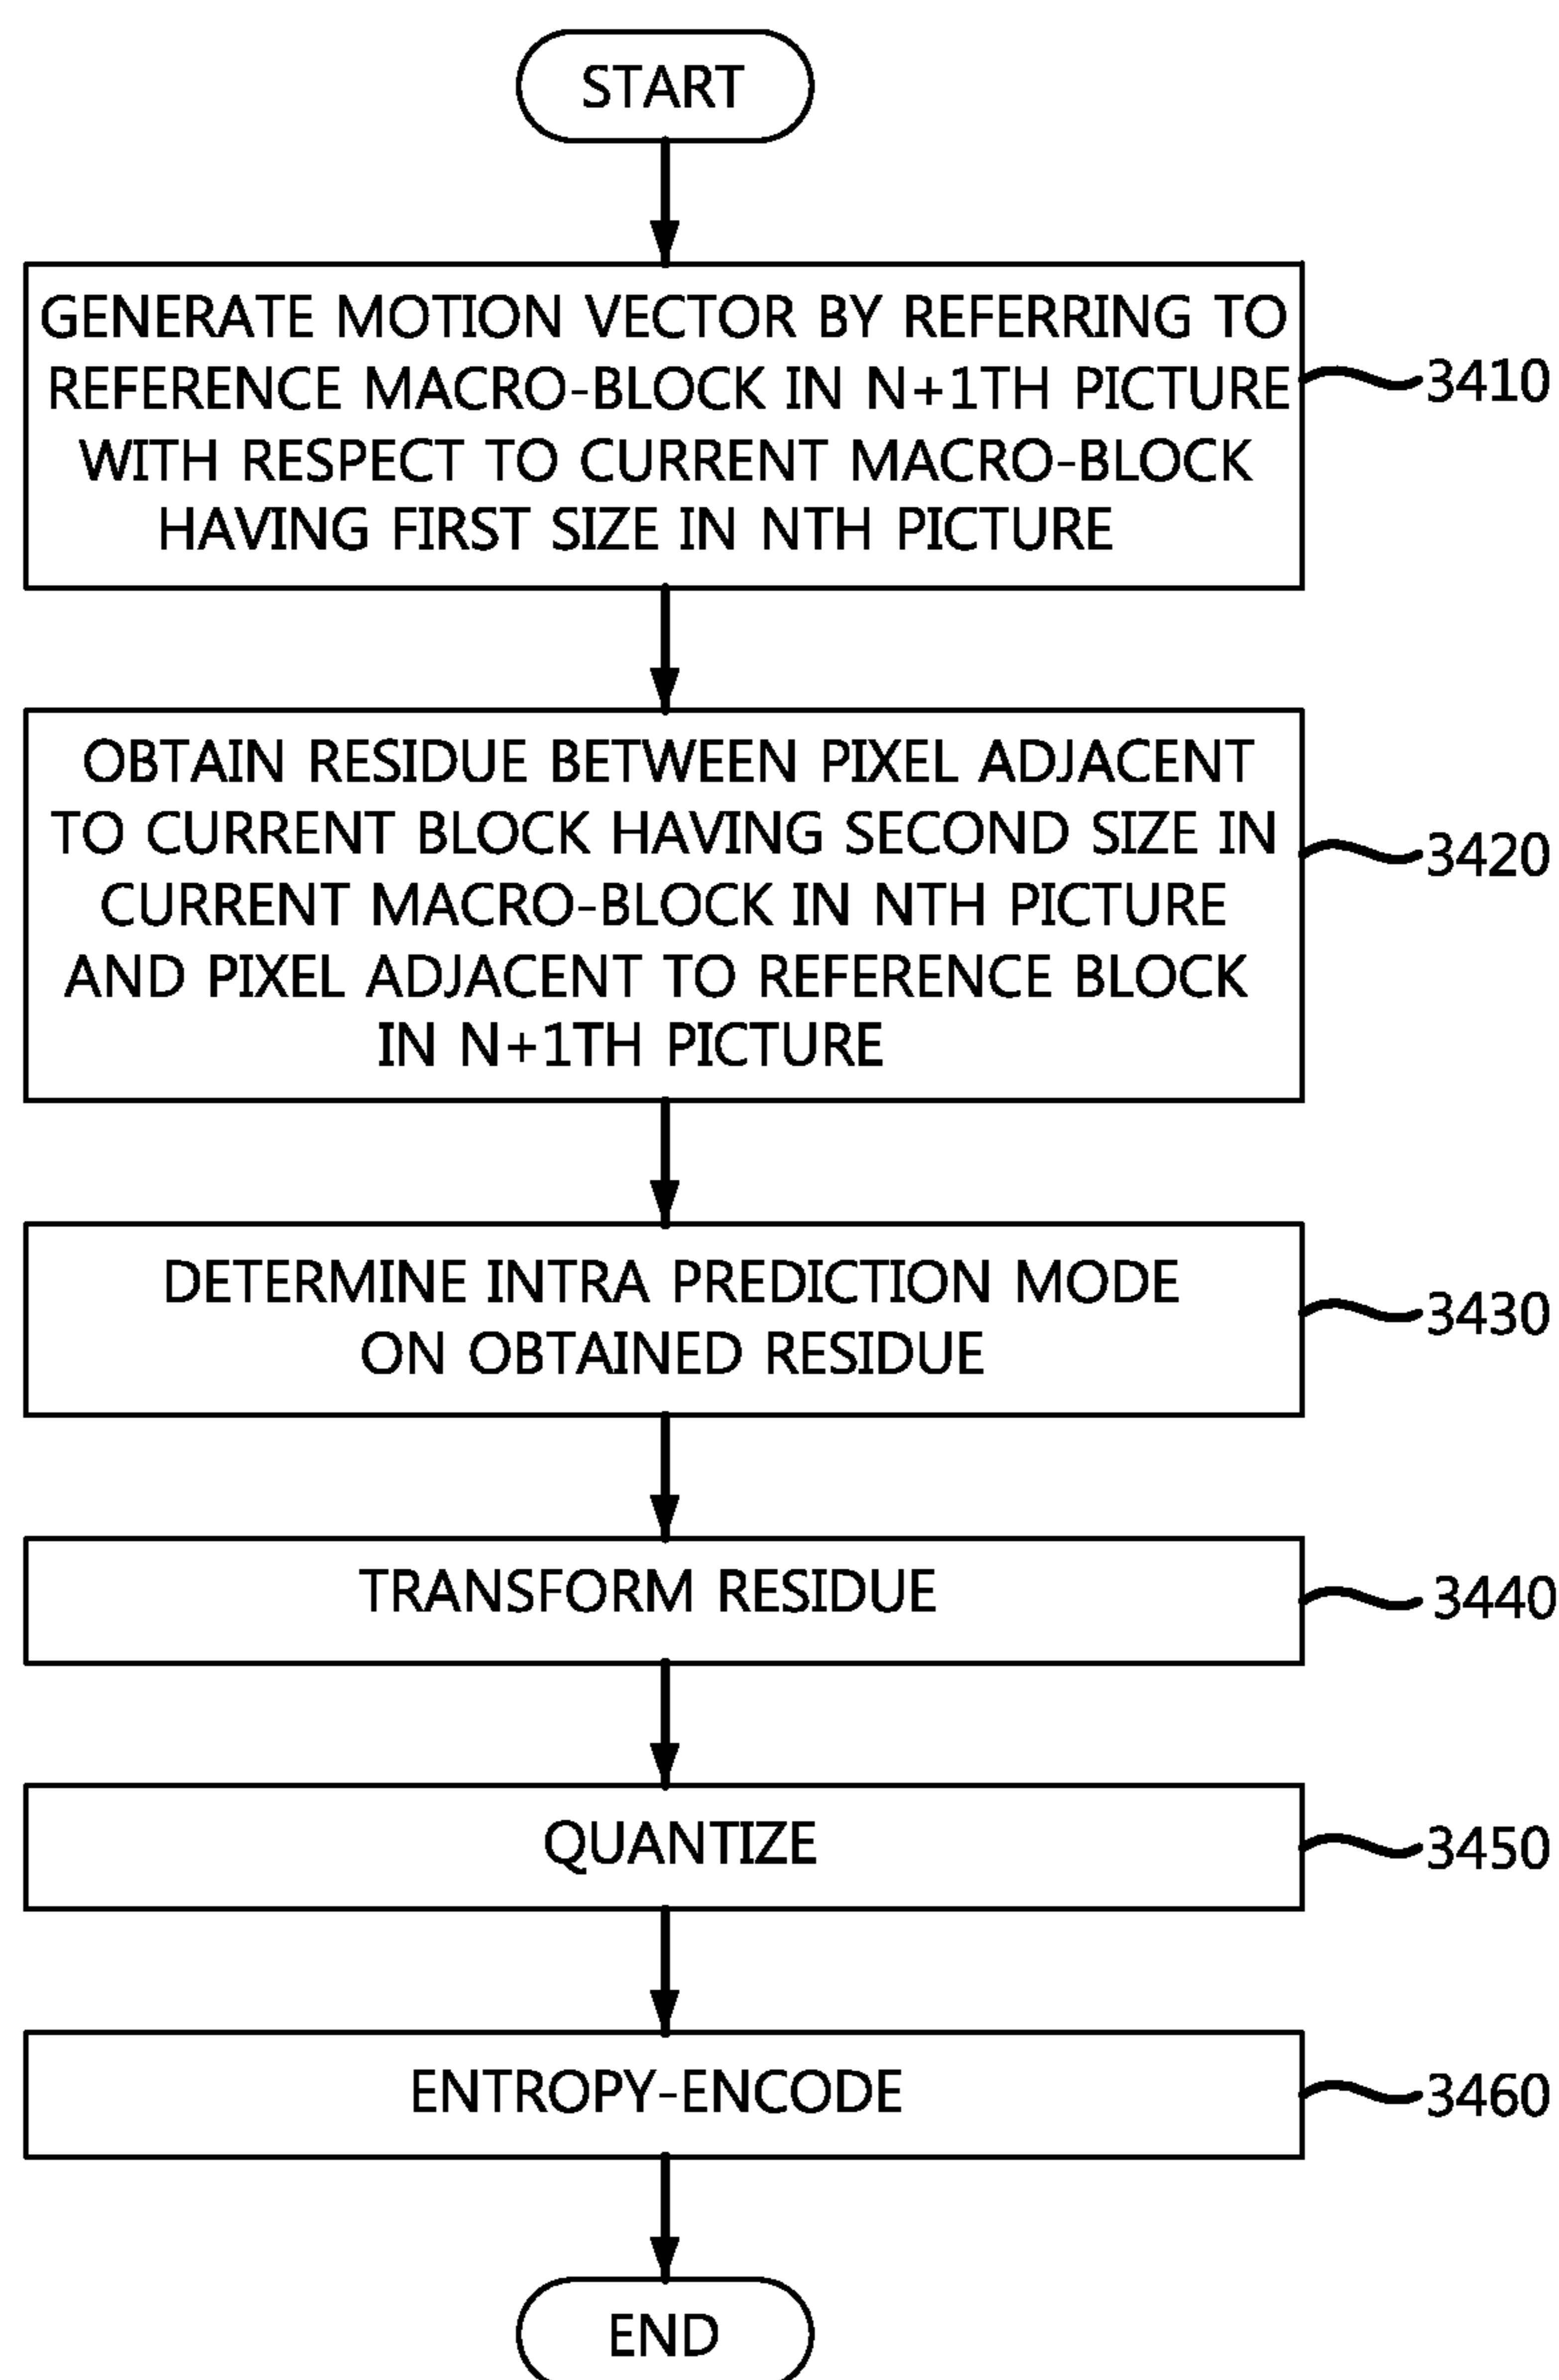 START
GENERATE MOTION VECTOR BY REFERRING TO
REFERENCE MACRO-BLOCK IN N+1TH PICTURE
WITH RESPECT TO CURRENT MACRO-BLOCK
HAVING FIRST SIZE IN NTH PICTURE
3410
OBTAIN RESIDUE BETWEEN PIXEL ADJACENT
TO CURRENT BLOCK HAVING SECOND SIZE IN
CURRENT MACRO-BLOCK IN NTH PICTURE
AND PIXEL ADJACENT TO REFERENCE BLOCK
IN N+1TH PICTURE
3420
DETERMINE INTRA PREDICTION MODE
ON OBTAINED RESIDUE
3430
TRANSFORM RESIDUE
3440
QUANTIZE
3450
ENTROPY-ENCODE
3460
END